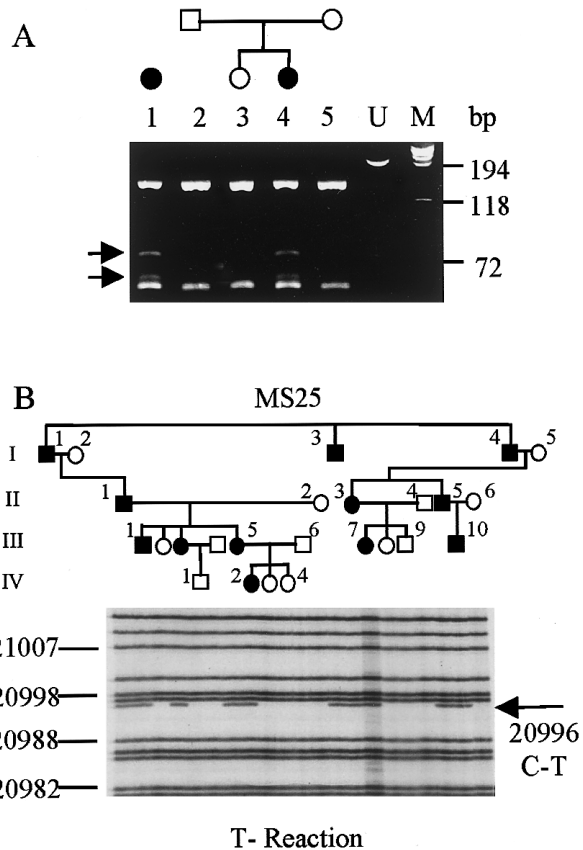 A
1 2 3 4 5 U M bp
194
118
72
B
MS25
I 1 2 3 4 5
II 1 2 3 4 5 6
III 1 5 6 7 9 10
IV 1 2 4
21007
20998
20988
20982
20996
C-T
T- Reaction